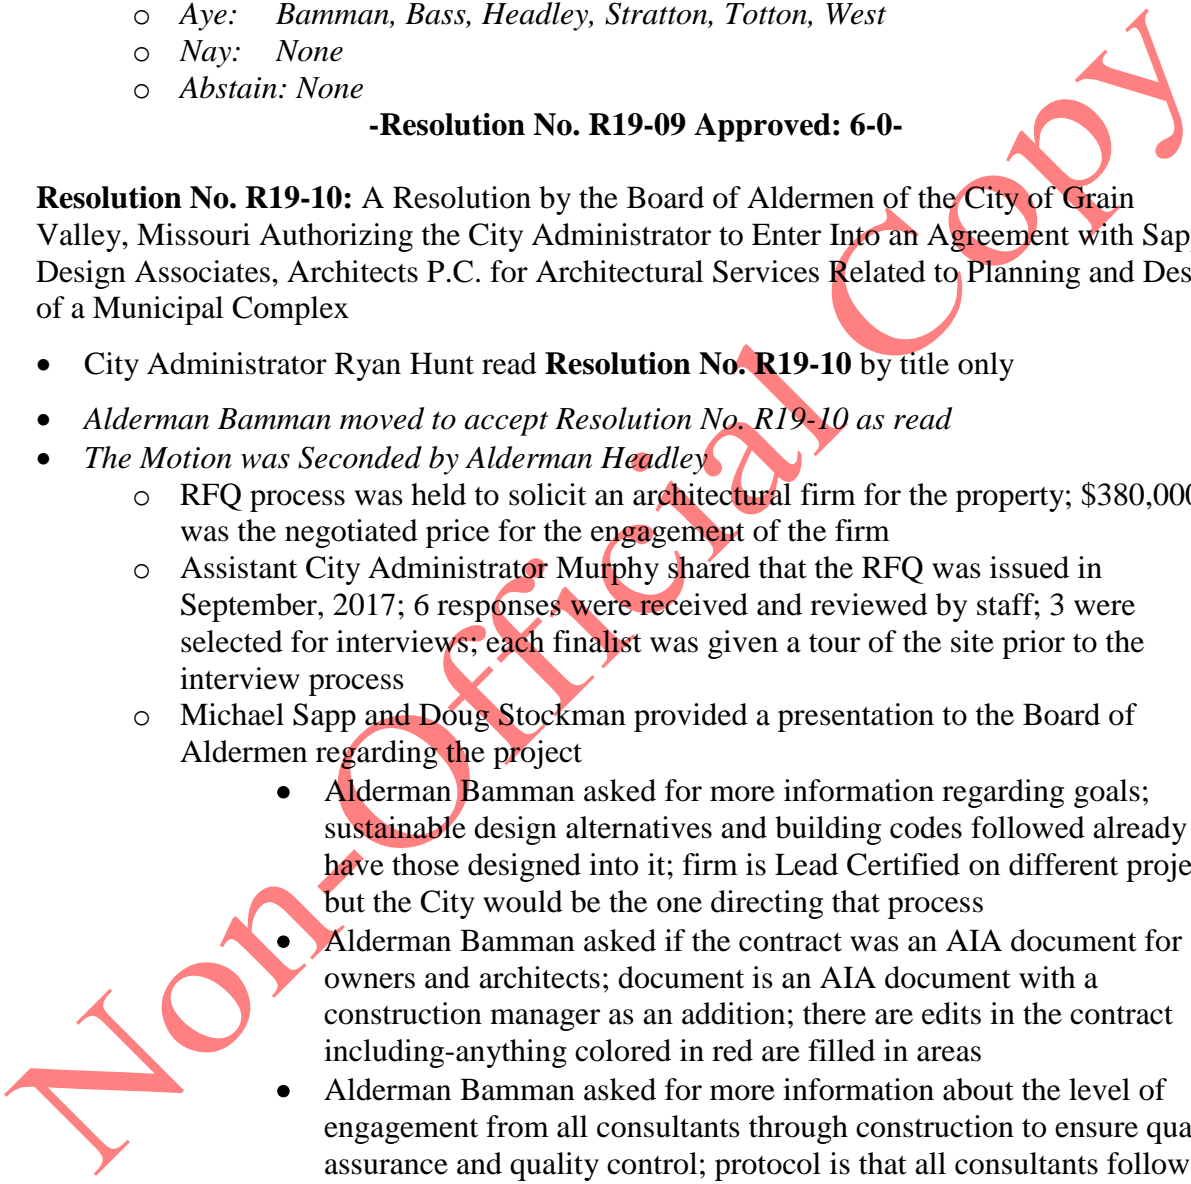 o Aye: Bamman, Bass, Headley, Stratton, Totton, West
o Nay: None
o Abstain: None
-Resolution No. R19-09 Approved: 6-0-
Resolution No. R19-10: A Resolution by the Board of Aldermen of the City of Grain
Valley, Missouri Authorizing the City Administrator to Enter Into an Agreement with Sap
Design Associates, Architects P.C. for Architectural Services Related to Planning and Des
of a Municipal Complex
• City Administrator Ryan Hunt read Resolution No. R19-10 by title only
• Alderman Bamman moved to accept Resolution No. R19-10 as read
• The Motion was Seconded by Alderman Headley
o RFQ process was held to solicit an architectural firm for the property; $380,000
was the negotiated price for the engagement of the firm
o Assistant City Administrator Murphy shared that the RFQ was issued in
September, 2017; 6 responses were received and reviewed by staff; 3 were
selected for interviews; each finalist was given a tour of the site prior to the
interview process
o Michael Sapp and Doug Stockman provided a presentation to the Board of
Aldermen regarding the project
• Alderman Bamman asked for more information regarding goals;
sustainable design alternatives and building codes followed already
have those designed into it; firm is Lead Certified on different proje
but the City would be the one directing that process
• Alderman Bamman asked if the contract was an AIA document for
owners and architects; document is an AIA document with a
construction manager as an addition; there are edits in the contract
including-anything colored in red are filled in areas
• Alderman Bamman asked for more information about the level of
engagement from all consultants through construction to ensure qua
assurance and quality control; protocol is that all consultants follow
Non-Official Copy